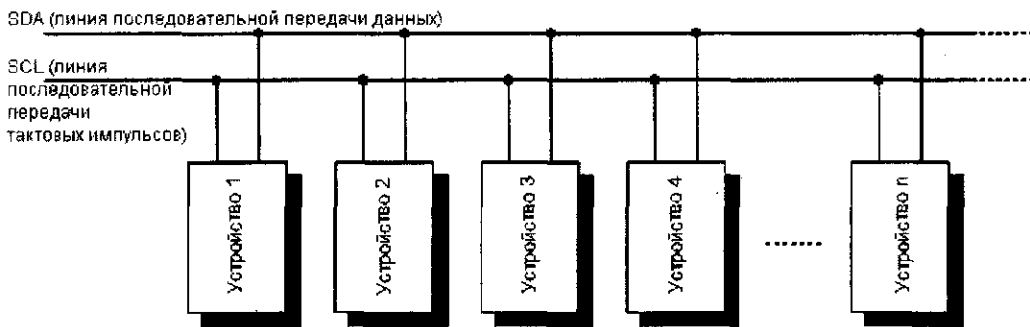 SDA (линия последовательной передачи данных)
SCL (линия
последовательной
передачи
тактовых импульсов)
Устройство 1
Устройство 2
Устройство 3
Устройство 4
Устройство n